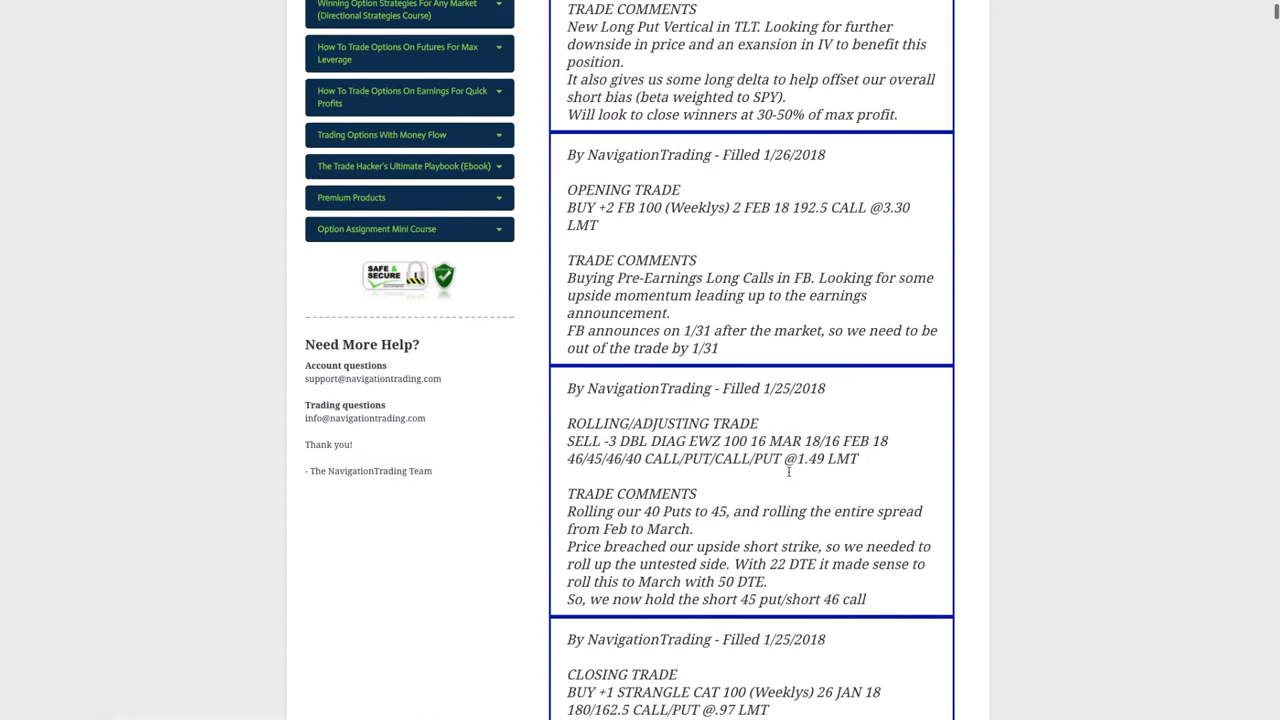 Winning Option Strategies For Any Market
(Directional Strategies Course)
How To Trade Options On Futures For Max
Leverage
How To Trade Options On Earnings For Quick
Profits
Trading Options With Money Flow
The Trade Hacker's Ultimate Playbook (Ebook)
Premium Products
Option Assignment Mini Course
SAFE &
SECURE
Need More Help?
Account questions
support@navigationtrading.com
Trading questions
info@navigationtrading.com
Thank you!
- The NavigationTrading Team
TRADE COMMENTS
New Long Put Vertical in TLT. Looking for further
downside in price and an exansion in IV to benefit this
position.
It also gives us some long delta to help offset our overall
short bias (beta weighted to SPY).
Will look to close winners at 30-50% of max profit.
By NavigationTrading - Filled 1/26/2018
OPENING TRADE
BUY +2 FB 100 (Weeklys) 2 FEB 18 192.5 CALL @3.30
LMT
TRADE COMMENTS
Buying Pre-Earnings Long Calls in FB. Looking for some
upside momentum leading up to the earnings
announcement.
FB announces on 1/31 after the market, so we need to be
out of the trade by 1/31
By NavigationTrading - Filled 1/25/2018
ROLLING/ADJUSTING TRADE
SELL -3 DBL DIAG EWZ 100 16 MAR 18/16 FEB 18
46/45/46/40 CALL/PUT/CALL/PUT @1.49 LMT
TRADE COMMENTS
Rolling our 40 Puts to 45, and rolling the entire spread
from Feb to March.
Price breached our upside short strike, so we needed to
roll up the untested side. With 22 DTE it made sense to
roll this to March with 50 DTE.
So, we now hold the short 45 put/short 46 call
By NavigationTrading - Filled 1/25/2018
CLOSING TRADE
BUY +1 STRANGLE CAT 100 (Weeklys) 26 JAN 18
180/162.5 CALL/PUT @.97 LMT